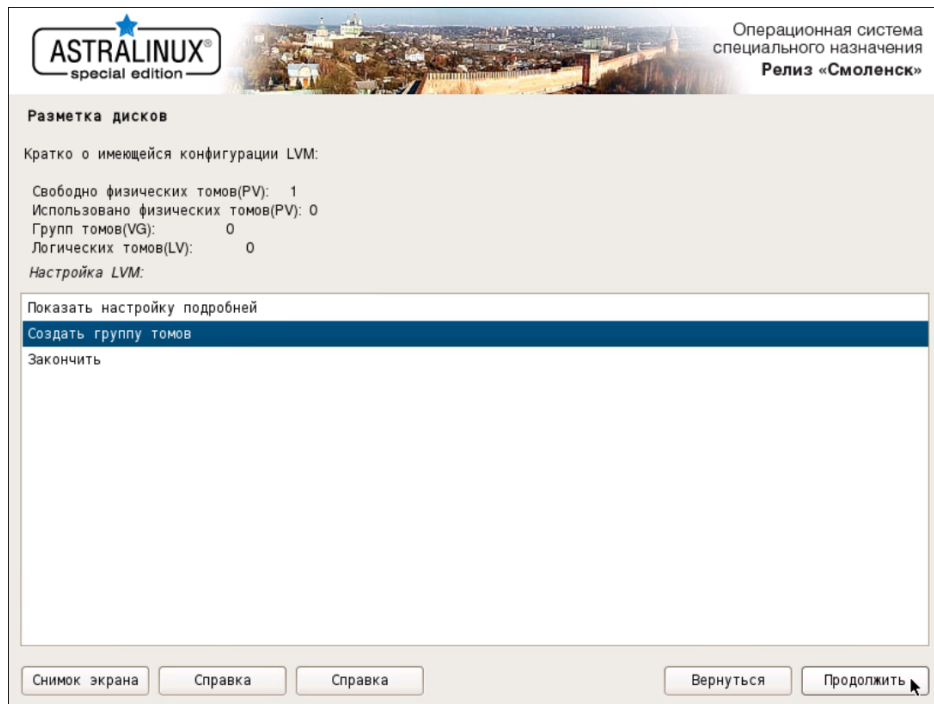 ASTRALINUX®
special edition
Операционная система
специального назначения
Релиз «Смоленск»
Разметка дисков
Кратко о имеющейся конфигурации LVM:
Свободно физических томов(PV): 1
Использовано физических томов(PV): 0
Групп томов(VG): 0
Логических томов(LV): 0
Настройка LVM:
Показать настройку подробней
Создать группу томов
Закончить
Снимок экрана
Справка
Справка
Вернуться
Продолжить